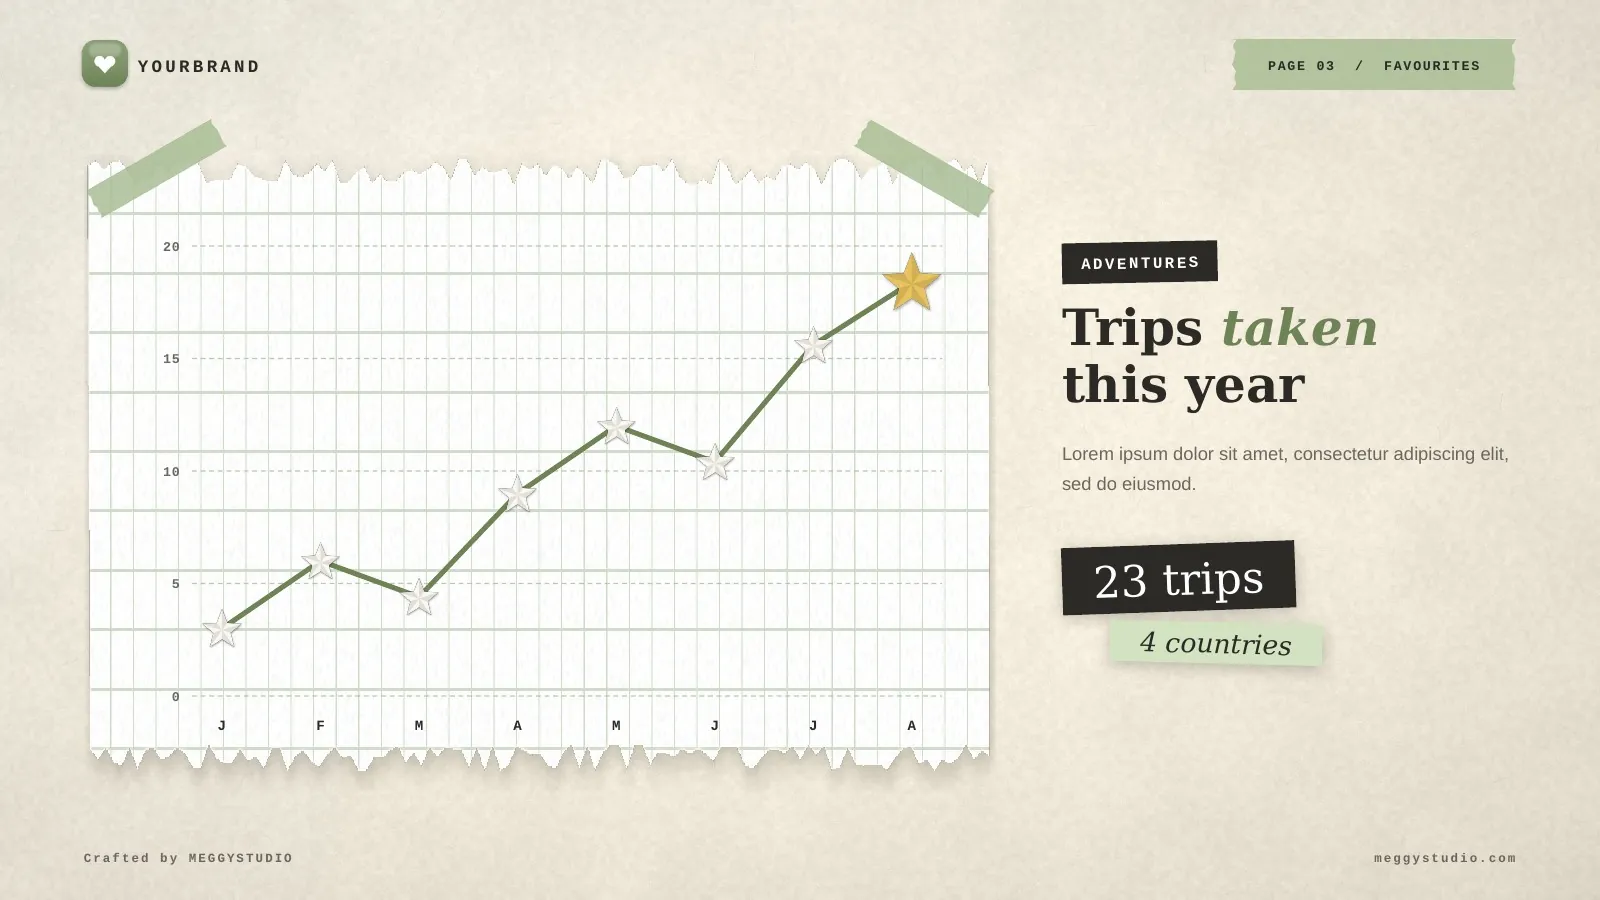 YOURBRAND
PAGE 03 / FAVOURITES
20
15
10
5
0
J F M A M J J A
ADVENTURES
Trips taken
this year
Lorem ipsum dolor sit amet, consectetur adipiscing elit,
sed do eiusmod.
23 trips
4 countries
Crafted by MEGGYSTUDIO
meggystudio.com